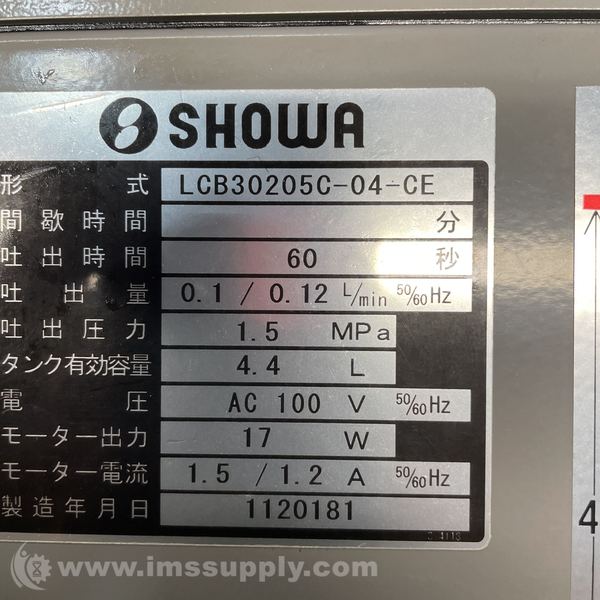 SHOWA
形式 LCB30205C-04-CE
間歇時間 分
吐出時間 60 秒
吐出量 0.1 / 0.12 L/min 50/60Hz
吐出圧力 1.5 MPa
タンク有効容量 4.4 L
電圧 AC 100 V 50/60Hz
モーター出力 17 W
モーター電流 1.5 / 1.2 A 50/60Hz
製造年月日 1120181
4
www.imssupply.com